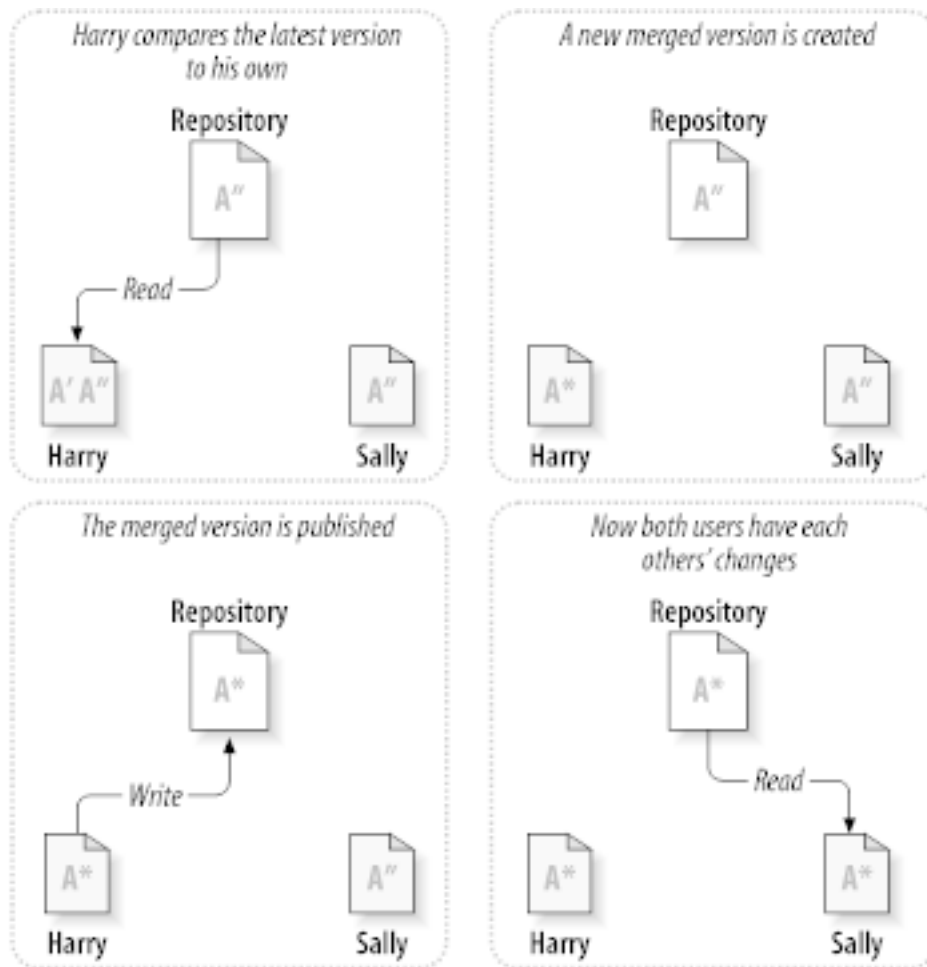 Harry compares the latest version
to his own
Repository
A″
Read
A′ A″
A″
Harry
Sally
A new merged version is created
Repository
A″
A*
A″
Harry
Sally
The merged version is published
Repository
A*
Write
A*
A″
Harry
Sally
Now both users have each
others’ changes
Repository
A*
Read
A*
A*
Harry
Sally